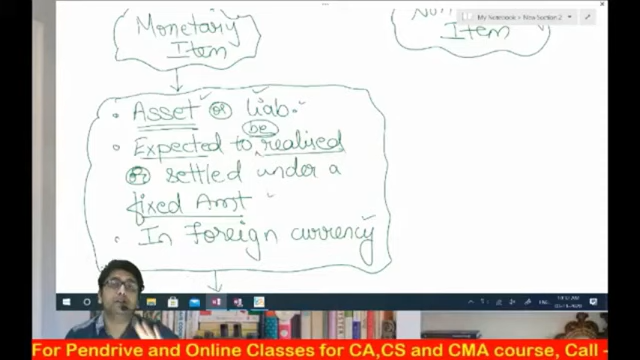 Monetary
Item
Item
My Notebook > New Section 2
• Asset or liab.
• Expected to be realised
or settled under a
fixed Amt
• In Foreign currency
ENG
For Pendrive and Online Classes for CA,CS and CMA course, Call -